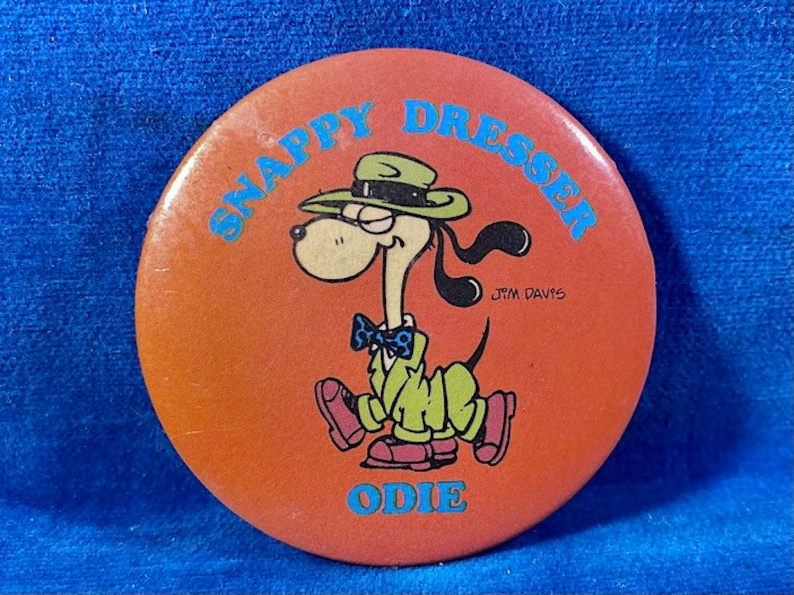 SNAPPY DRESSER
JIM DAVIS
ODIE